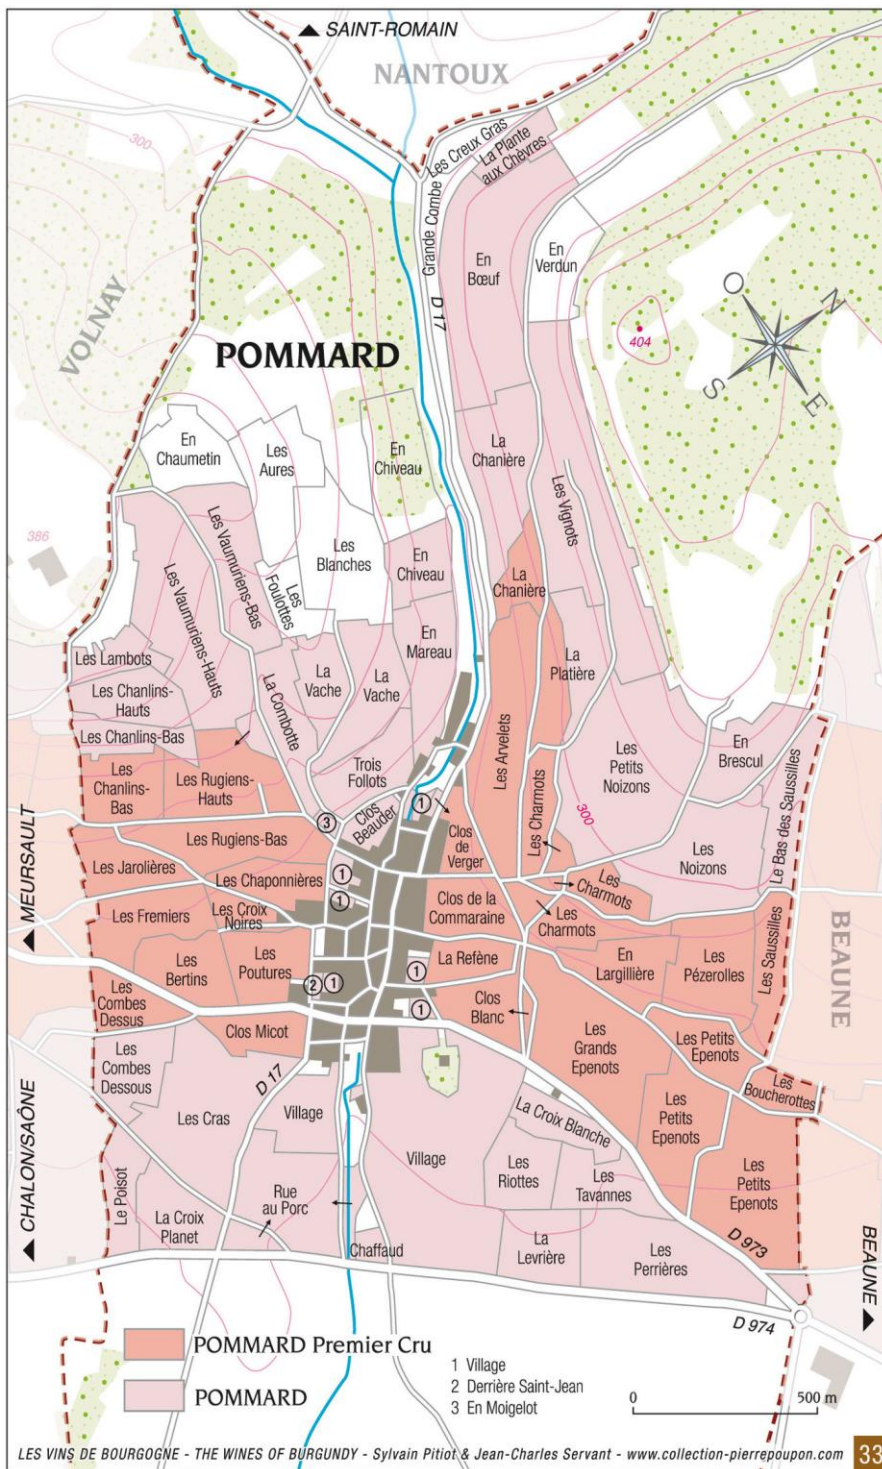 SAINT-ROMAIN
NANTOUX
300
Les Creux Gras
La Plante
aux Chèvres
Grande Combe
D 17
En
Bœuf
En
Verdun
O
N
S
E
404
VOLNAY
POMMARD
En
Chaumetin
Les
Aures
En
Chiveau
La
Chanière
Les Vignots
386
Les Vaumuriens-Bas
Les Vaumuriens-Hauts
Les
Foulottes
Les
Blanches
En
Chiveau
La
Chanière
En
Mareau
Les Lambots
Les Chanlins-
Hauts
Les Chanlins-Bas
La Combotte
La
Vache
La
Vache
La
Platière
Les Arvelets
Les
Petits
Noizons
En
Brescul
Les
Chanlins-
Bas
Les Rugiens-
Hauts
Trois
Follots
Clos
Beauder
Les Charmots
300
Le Bas des Saussilles
1
3
Les Rugiens-Bas
Clos
de
Verger
Les
Noizons
MEURSAULT
Les Jarolières
Les Chaponnières
1
1
Les
Charmots
Les Fremiers
Les Croix
Noires
Clos de la
Commaraine
Les
Charmots
BEAUNE
Les
Bertins
Les
Poutures
La Refène
En
Largillière
Les
Pézerolles
Les Saussilles
2
1
1
1
Les
Combes
Dessus
Clos Micot
Clos
Blanc
Les
Grands
Epenots
Les Petits
Epenots
Les
Combes
Dessous
D 17
Les
Boucherottes
Les Cras
Village
Village
La Croix Blanche
Les
Petits
Epenots
CHALON/SAÔNE
Le Poisot
La Croix
Planet
Rue
au Porc
Les
Riottes
Les
Tavannes
Les
Petits
Epenots
Chaffaud
La
Levrière
Les
Perrières
D 973
BEAUNE
D 974
POMMARD Premier Cru
POMMARD
1 Village
2 Derrière Saint-Jean
3 En Moigelot
0 500 m
LES VINS DE BOURGOGNE - THE WINES OF BURGUNDY - Sylvain Pitiot & Jean-Charles Servant - www.collection-pierrepoupon.com 33